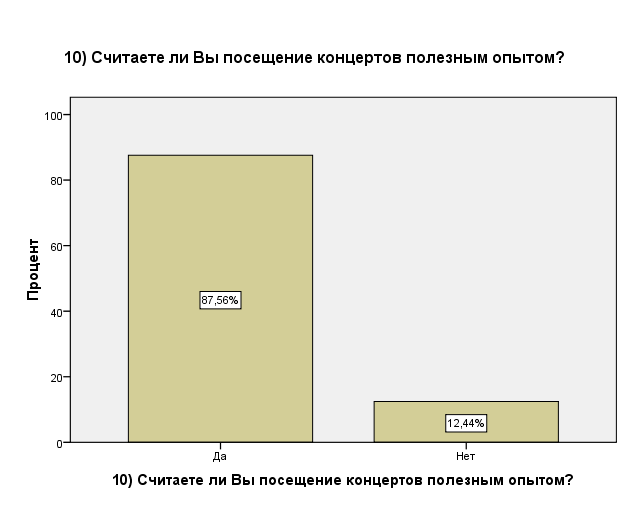 10) Считаете ли Вы посещение концертов полезным опытом?
Процент
100
80
60
40
20
0
87,56%
12,44%
Да
Нет
10) Считаете ли Вы посещение концертов полезным опытом?